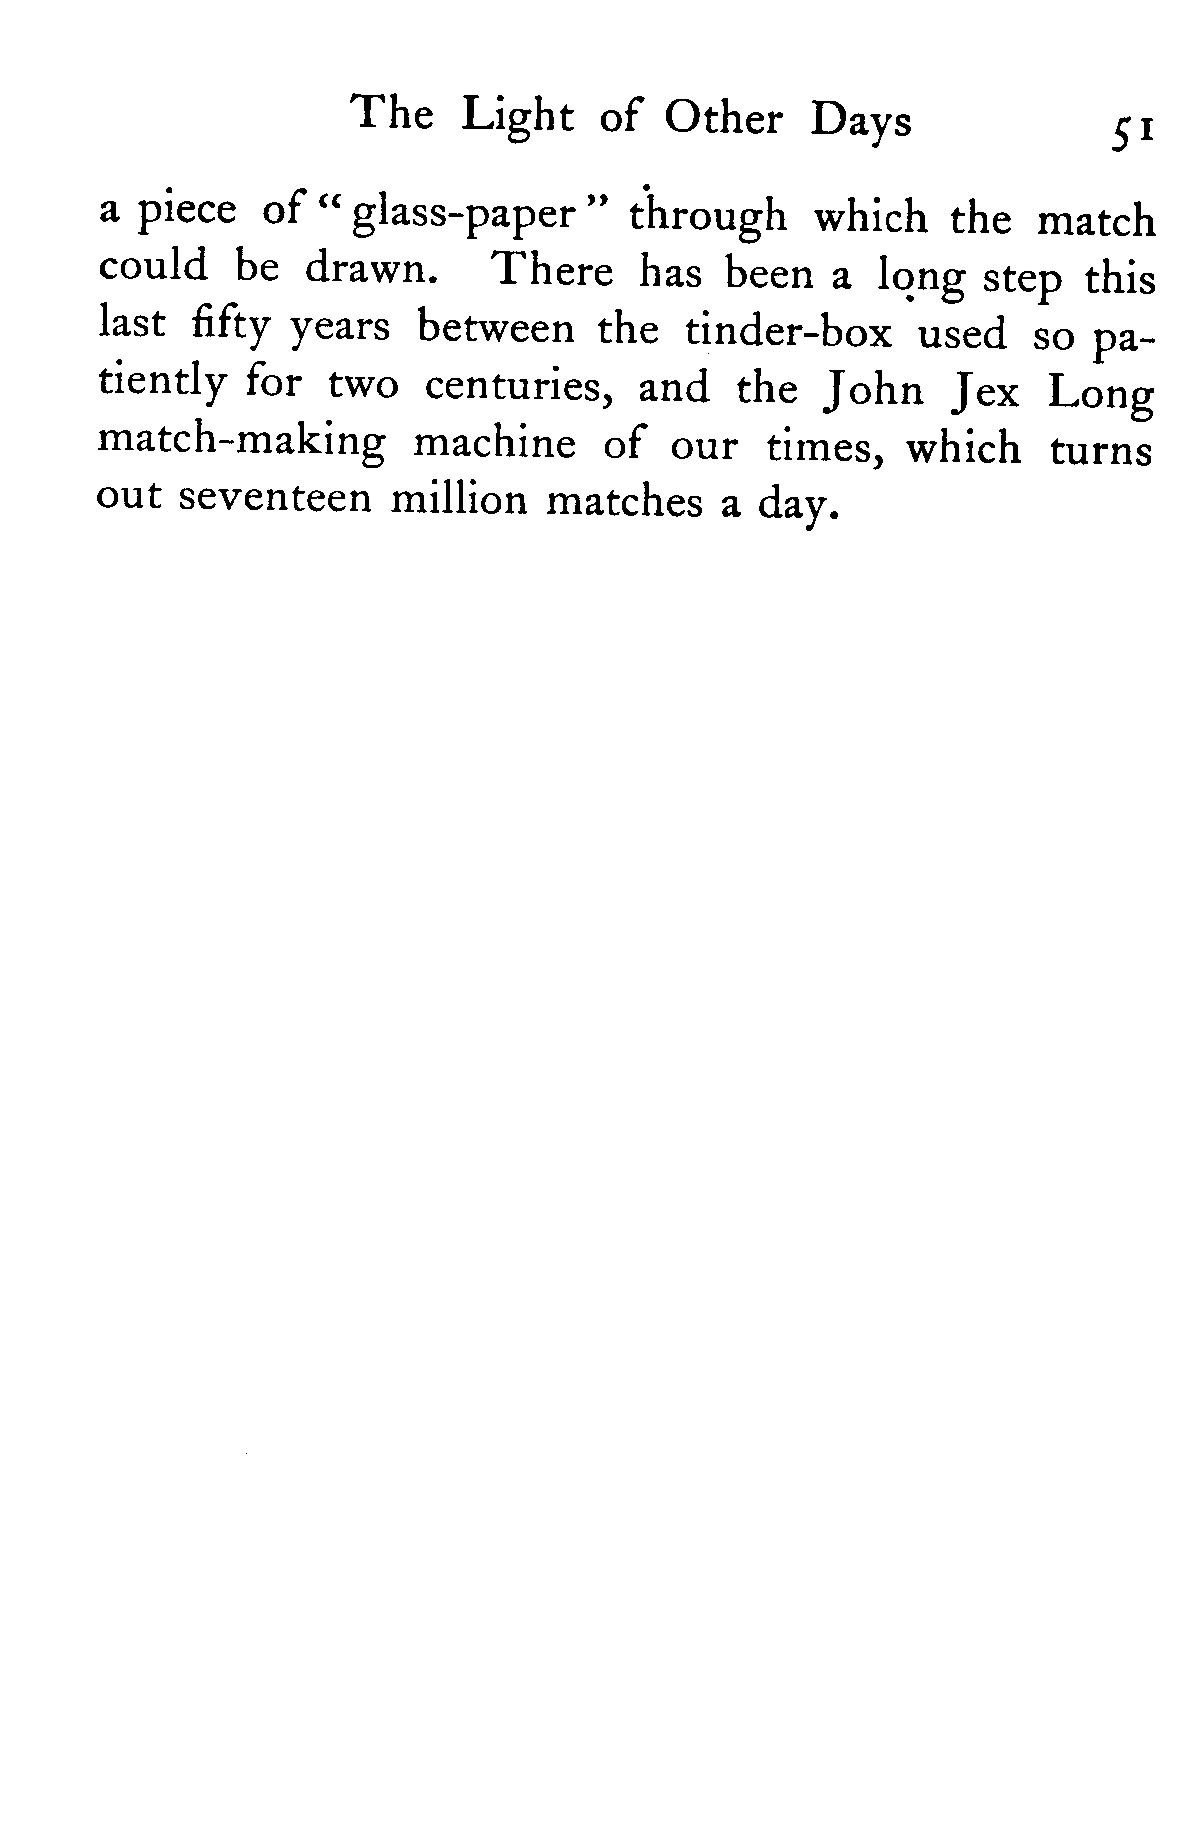 The Light of Other Days 51
a piece of “glass-paper” through which the match
could be drawn. There has been a long step this
last fifty years between the tinder-box used so pa-
tiently for two centuries, and the John Jex Long
match-making machine of our times, which turns
out seventeen million matches a day.